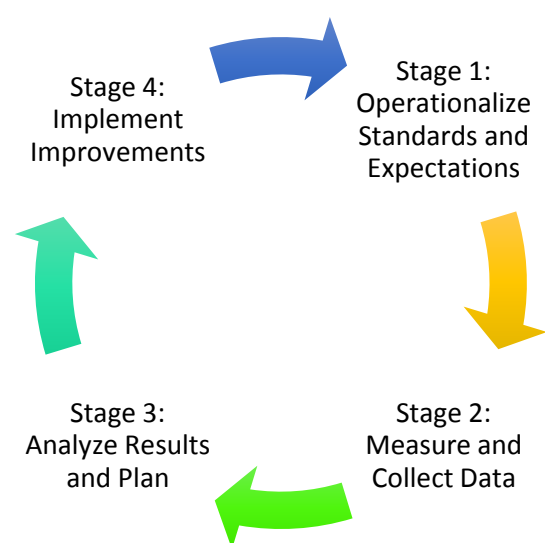 Stage 1:
Operationalize
Standards and
Expectations
Stage 2:
Measure and
Collect Data
Stage 3:
Analyze Results
and Plan
Stage 4:
Implement
Improvements